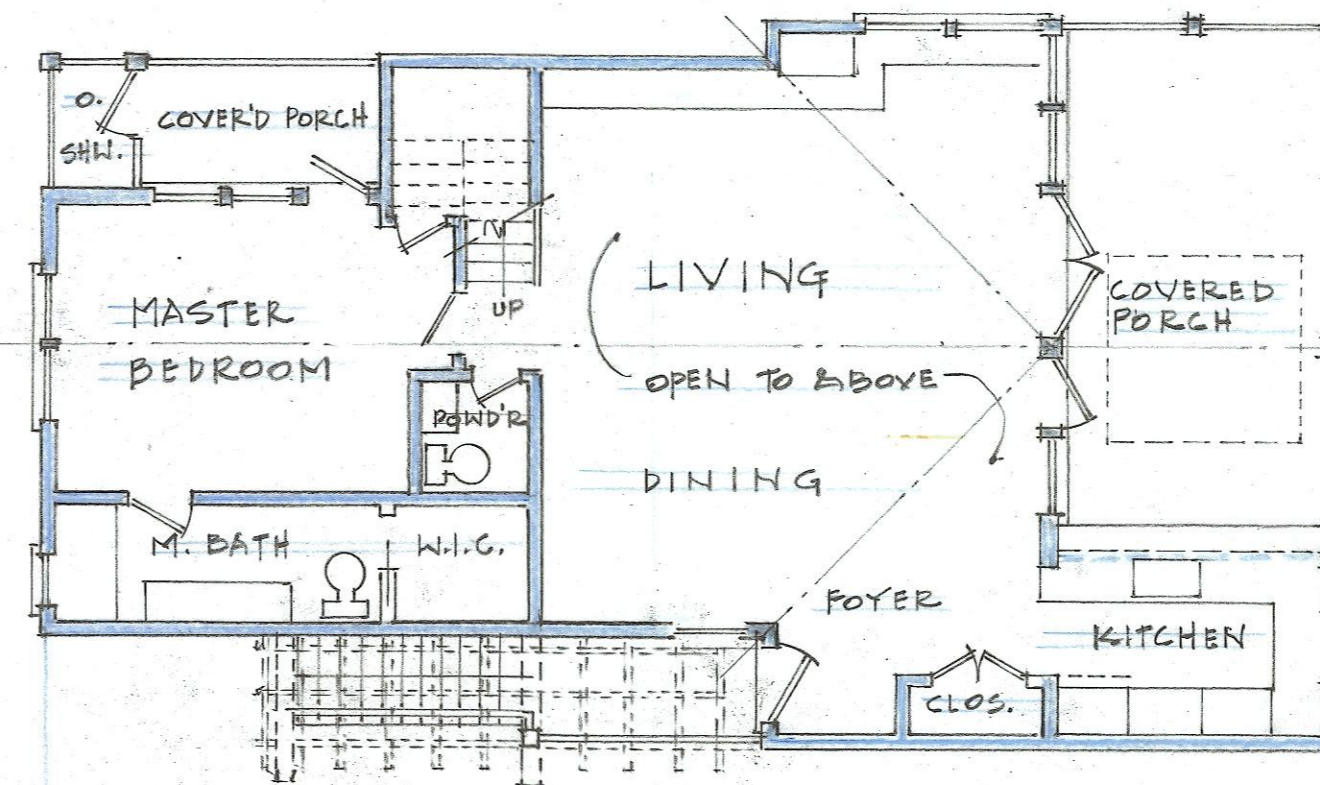 O.
SHW.
COVER'D PORCH
MASTER
BEDROOM
UP
LIVING
OPEN TO ABOVE
DINING
COVERED
PORCH
POWD'R
M. BATH
W.I.C.
FOYER
KITCHEN
CLOS.